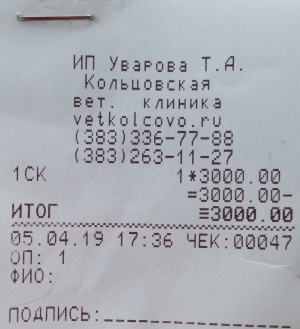 ИП Уварова Т.А.
Кольцовская
вет. клиника
vetkolcovo.ru
(383)336-77-88
(383)263-11-27
1СК 1*3000.00
=3000.00-
ИТОГ ≡3000.00
05.04.19 17:36 ЧЕК:00047
ОП: 1
ФИО:
ПОДПИСЬ: